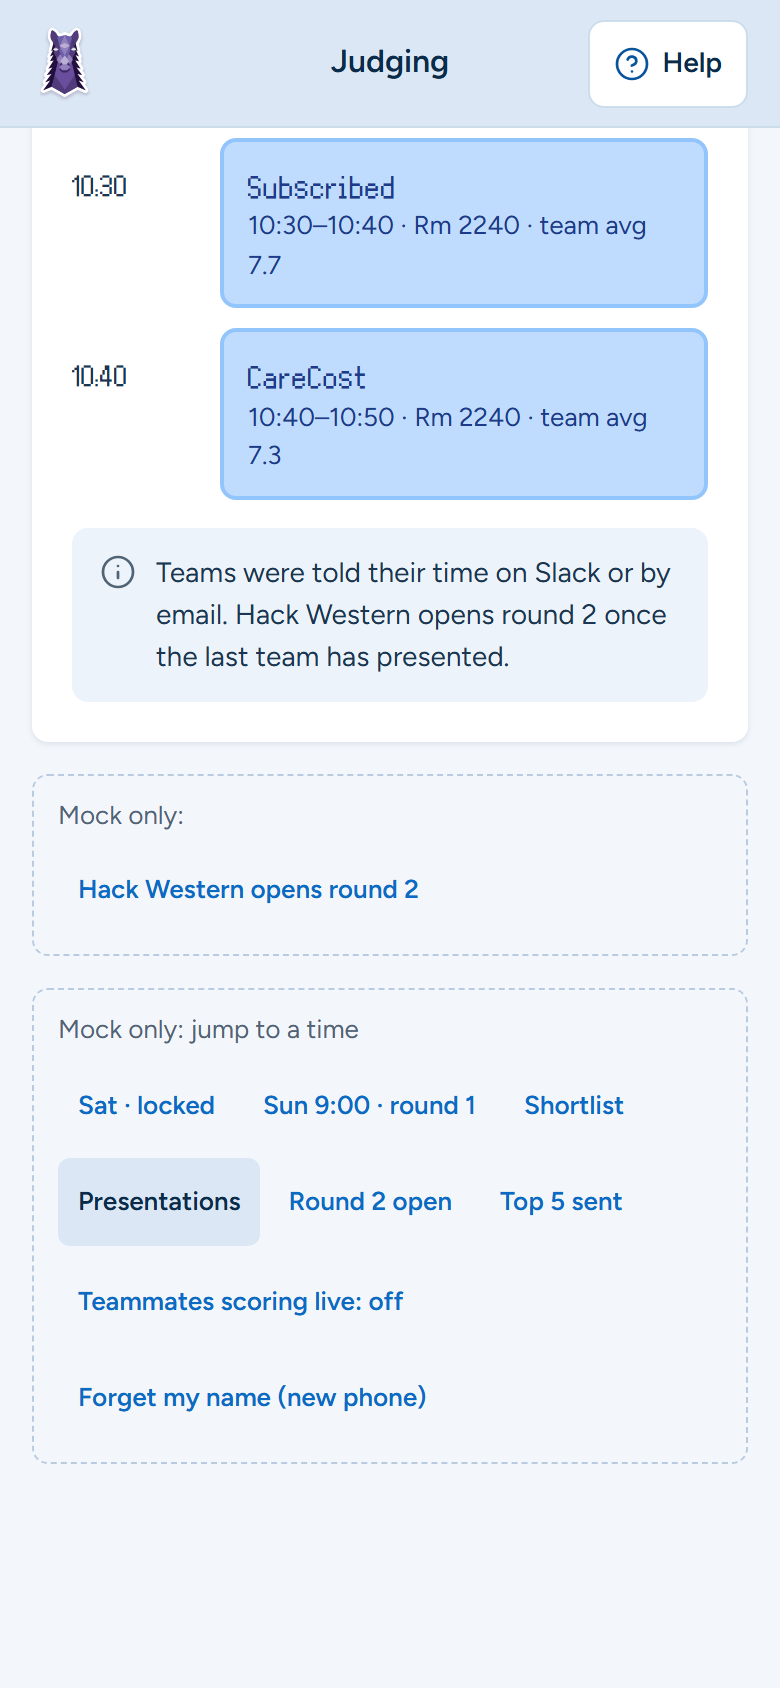 Judging
Help
10:30
Subscribed
10:30–10:40 · Rm 2240 · team avg
7.7
10:40
CareCost
10:40–10:50 · Rm 2240 · team avg
7.3
Teams were told their time on Slack or by
email. Hack Western opens round 2 once
the last team has presented.
Mock only:
Hack Western opens round 2
Mock only: jump to a time
Sat · locked
Sun 9:00 · round 1
Shortlist
Presentations
Round 2 open
Top 5 sent
Teammates scoring live: off
Forget my name (new phone)